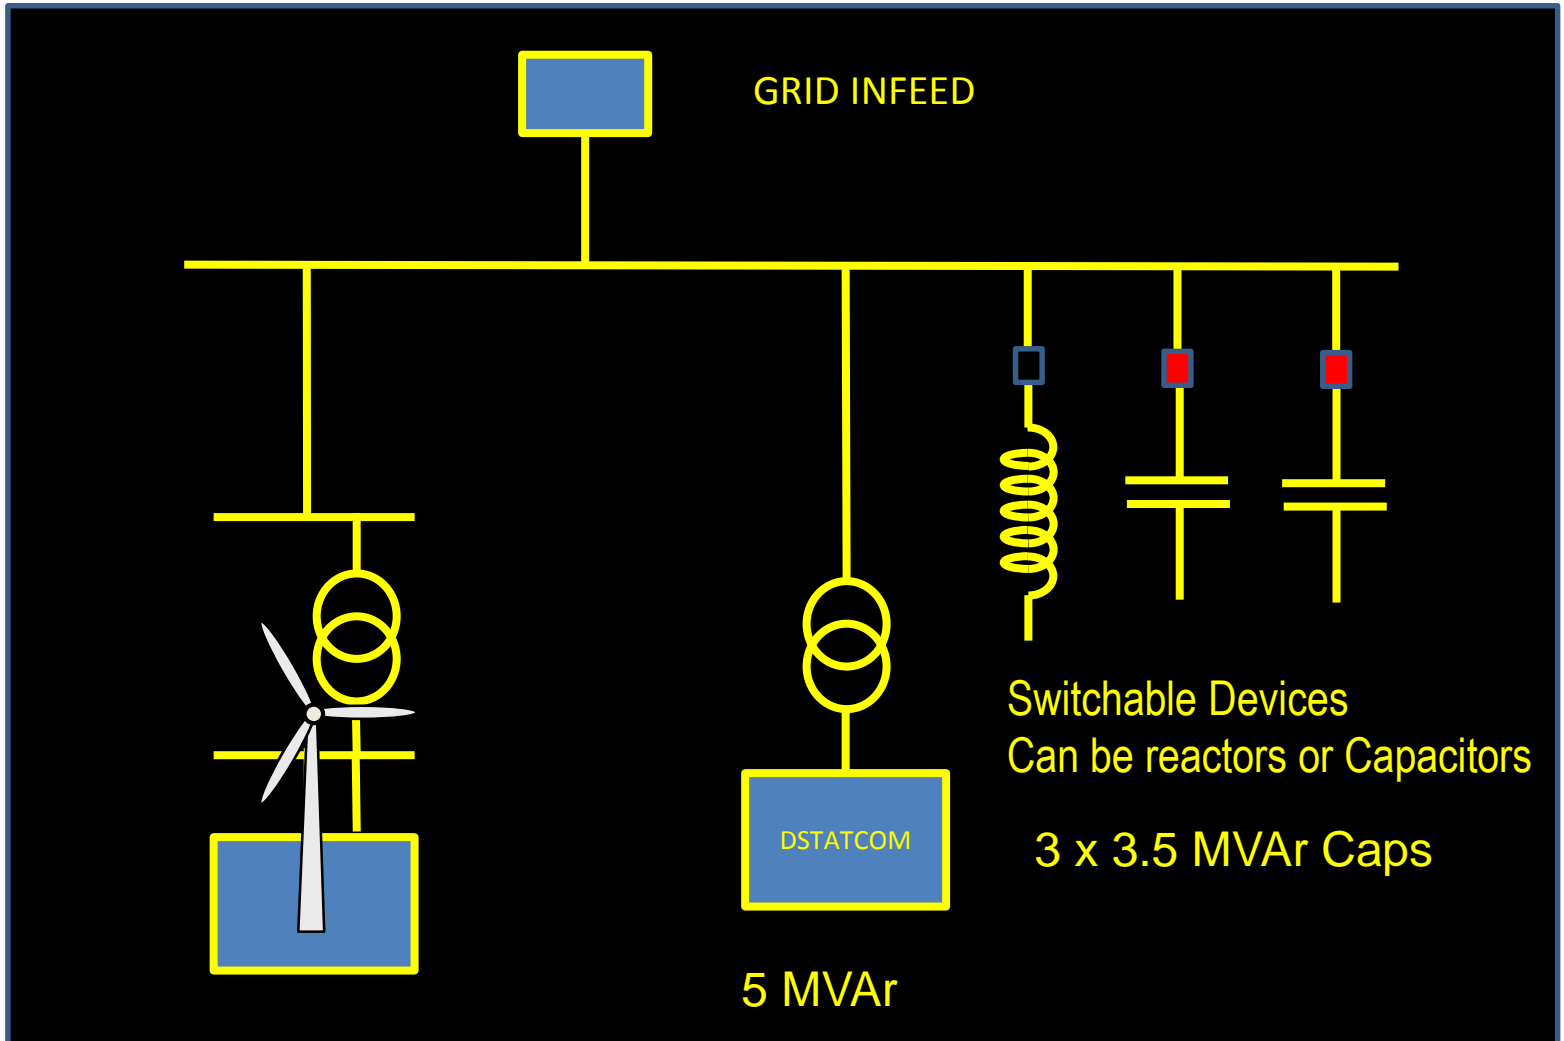 GRID INFEED
Switchable Devices
Can be reactors or Capacitors
DSTATCOM
3 x 3.5 MVAr Caps
5 MVAr